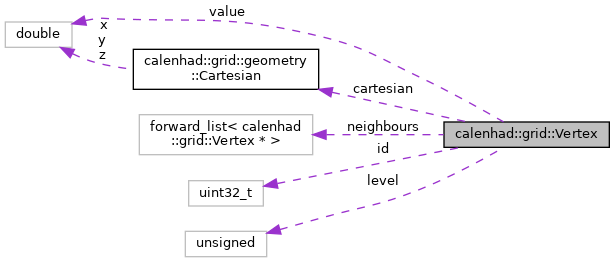 value
double
x
y
z
calenhad::grid::geometry
::Cartesian
cartesian
forward_list< calenhad
::grid::Vertex * >
neighbours
calenhad::grid::Vertex
id
uint32_t
level
unsigned